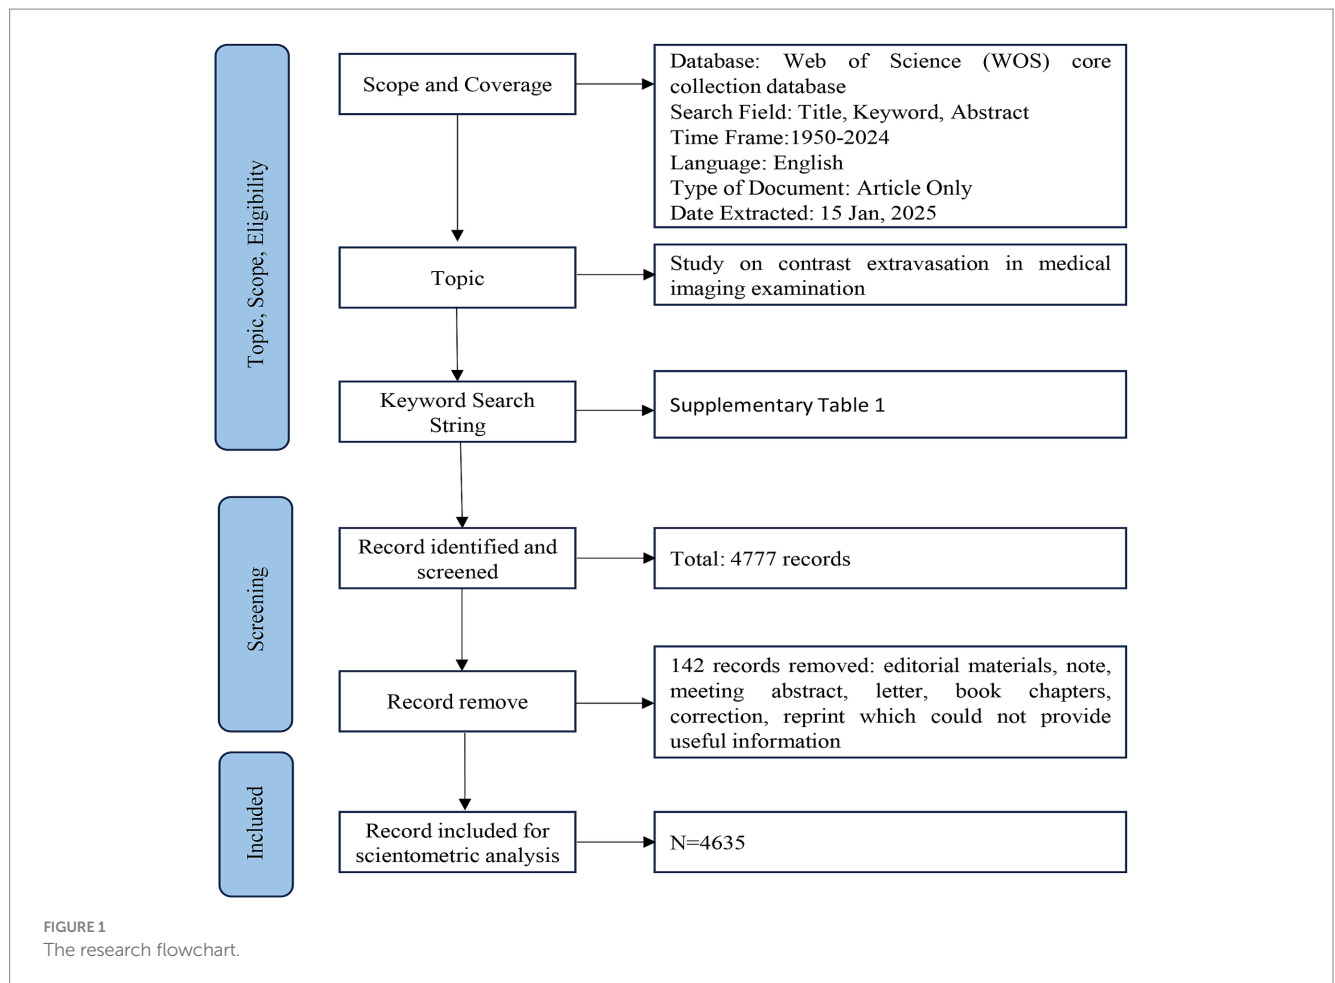 Topic, Scope, Eligibility
Scope and Coverage
Database: Web of Science (WOS) core
collection database
Search Field: Title, Keyword, Abstract
Time Frame:1950-2024
Language: English
Type of Document: Article Only
Date Extracted: 15 Jan, 2025
Topic
Study on contrast extravasation in medical
imaging examination
Keyword Search
String
Supplementary Table 1
Screening
Record identified and
screened
Total: 4777 records
Record remove
142 records removed: editorial materials, note,
meeting abstract, letter, book chapters,
correction, reprint which could not provide
useful information
Included
Record included for
scientometric analysis
N=4635
FIGURE 1
The research flowchart.